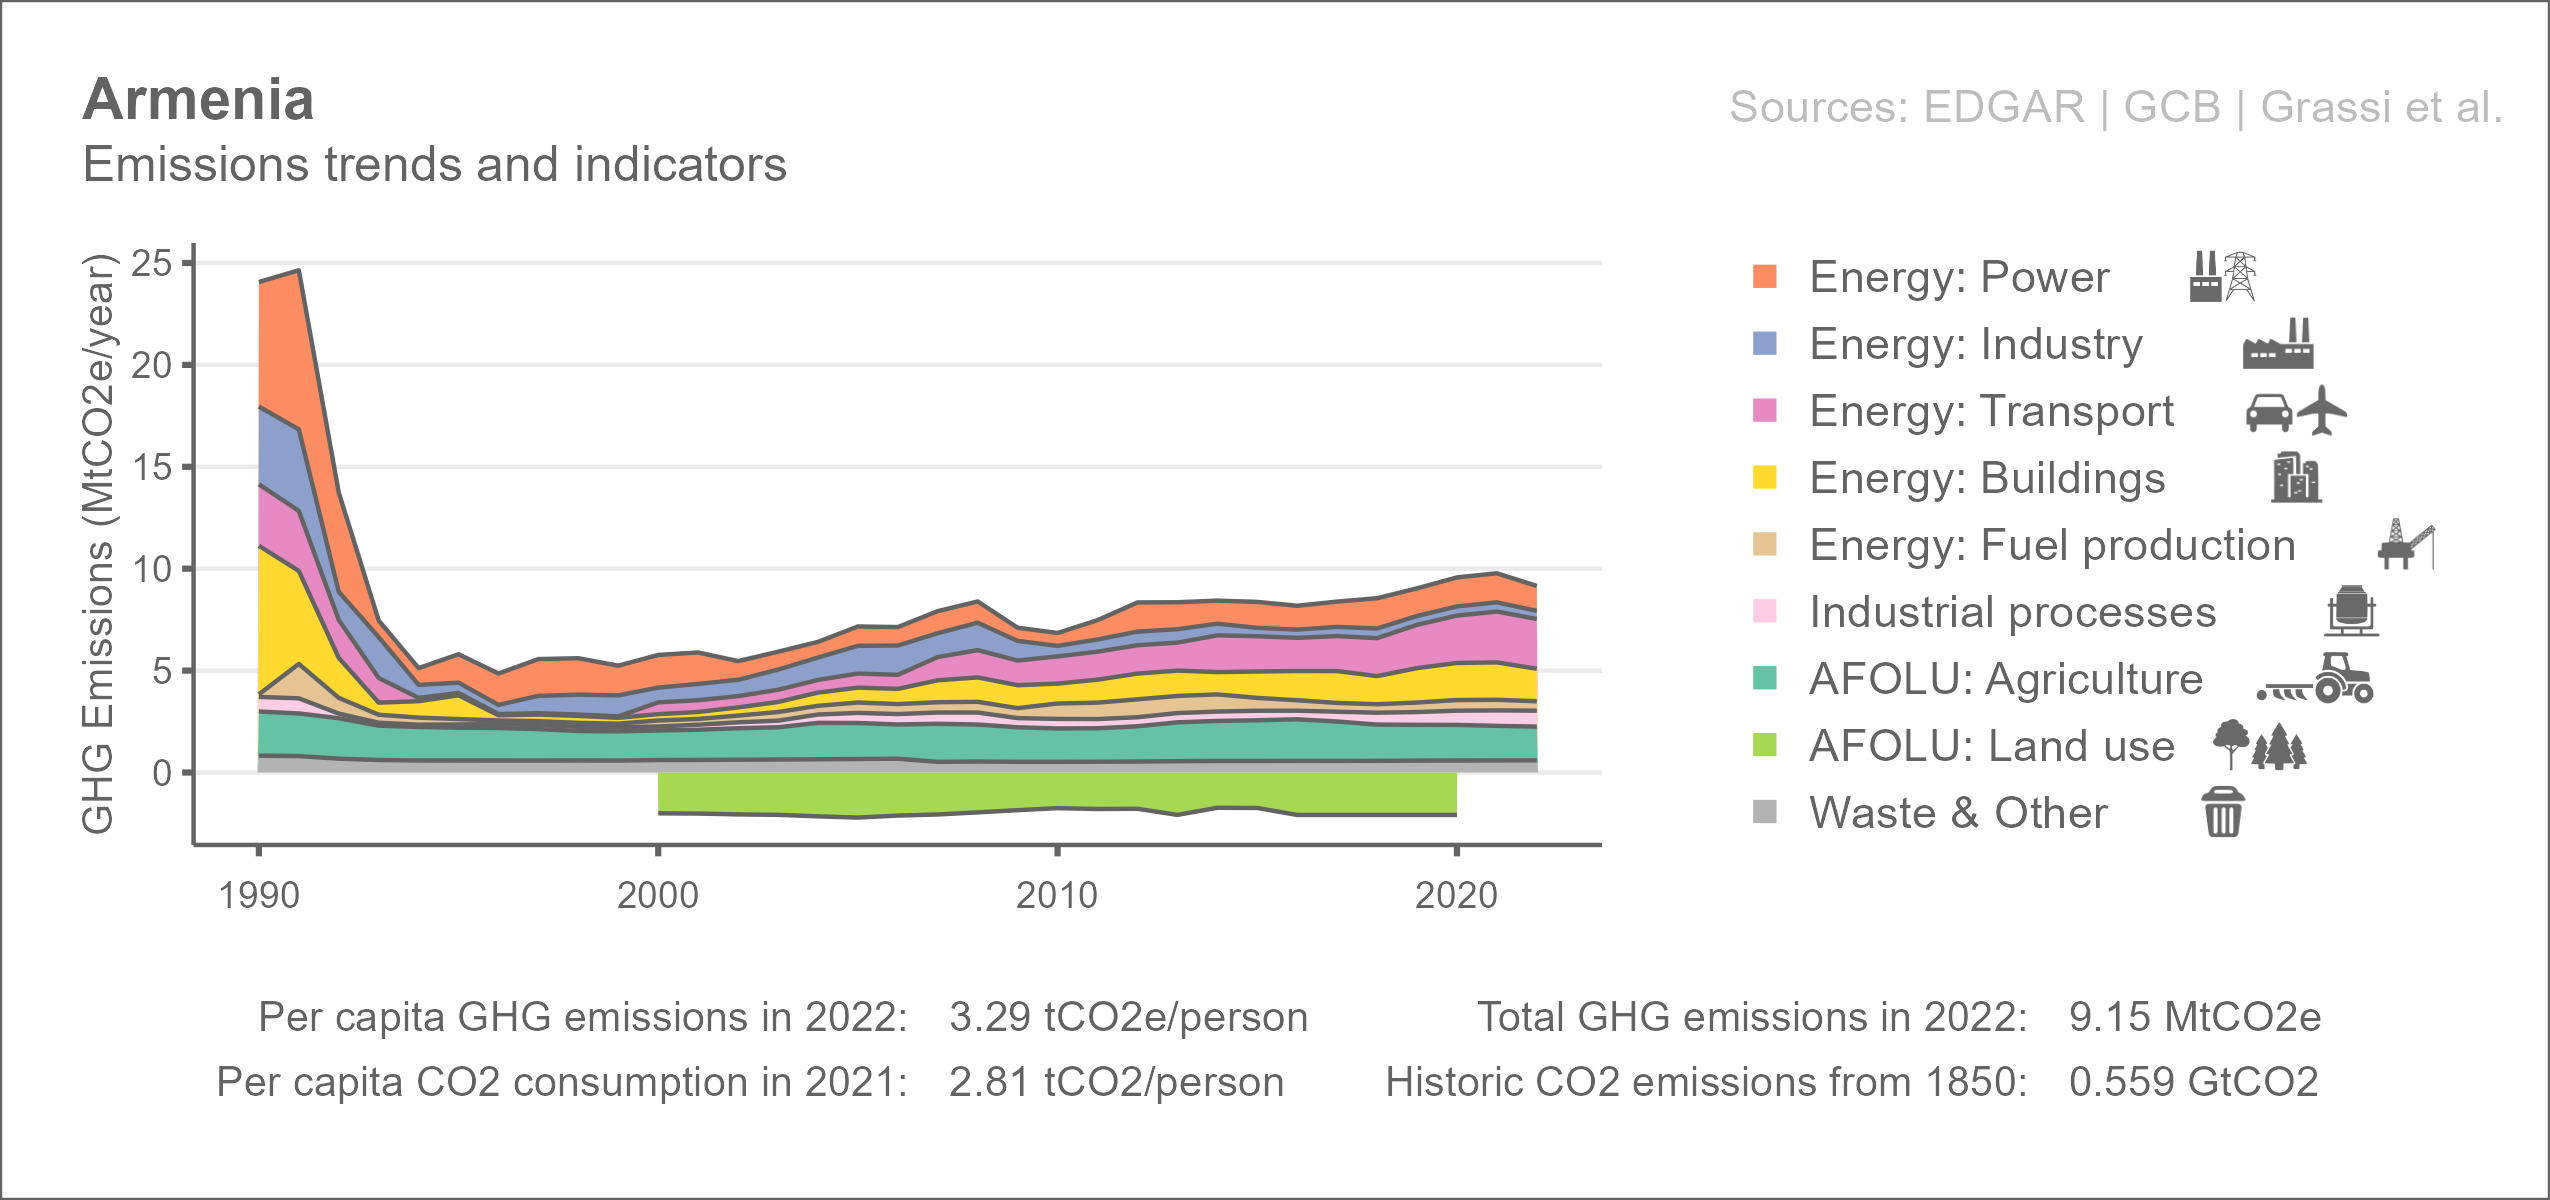 Armenia
Sources: EDGAR | GCB | Grassi et al.
Emissions trends and indicators
GHG Emissions (MtCO2e/year)
25
20
15
10
5
0
1990 2000 2010 2020
Energy: Power
Energy: Industry
Energy: Transport
Energy: Buildings
Energy: Fuel production
Industrial processes
AFOLU: Agriculture
AFOLU: Land use
Waste & Other
Per capita GHG emissions in 2022: 3.29 tCO2e/person Total GHG emissions in 2022: 9.15 MtCO2e
Per capita CO2 consumption in 2021: 2.81 tCO2/person Historic CO2 emissions from 1850: 0.559 GtCO2